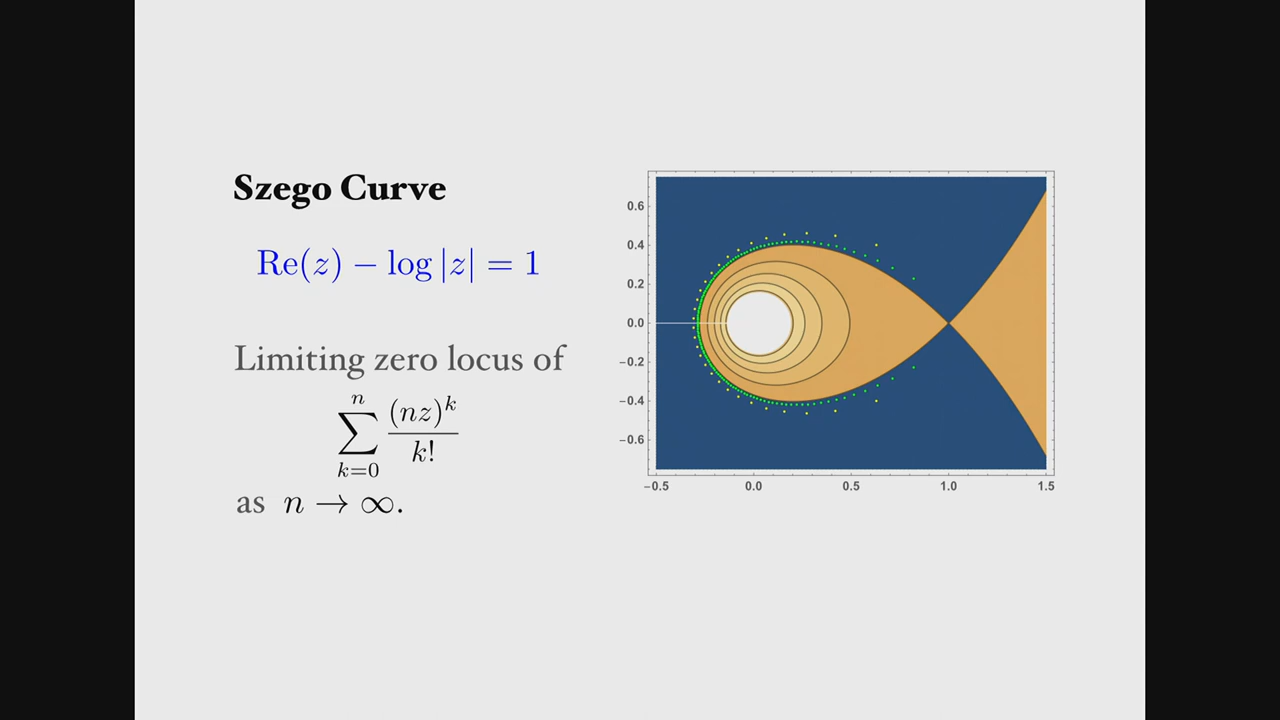 Szego Curve
Re(z) − log |z| = 1
Limiting zero locus of
n
∑ (nz)^k / k!
k=0
as n → ∞.
0.6
0.4
0.2
0.0
−0.2
−0.4
−0.6
−0.5 0.0 0.5 1.0 1.5